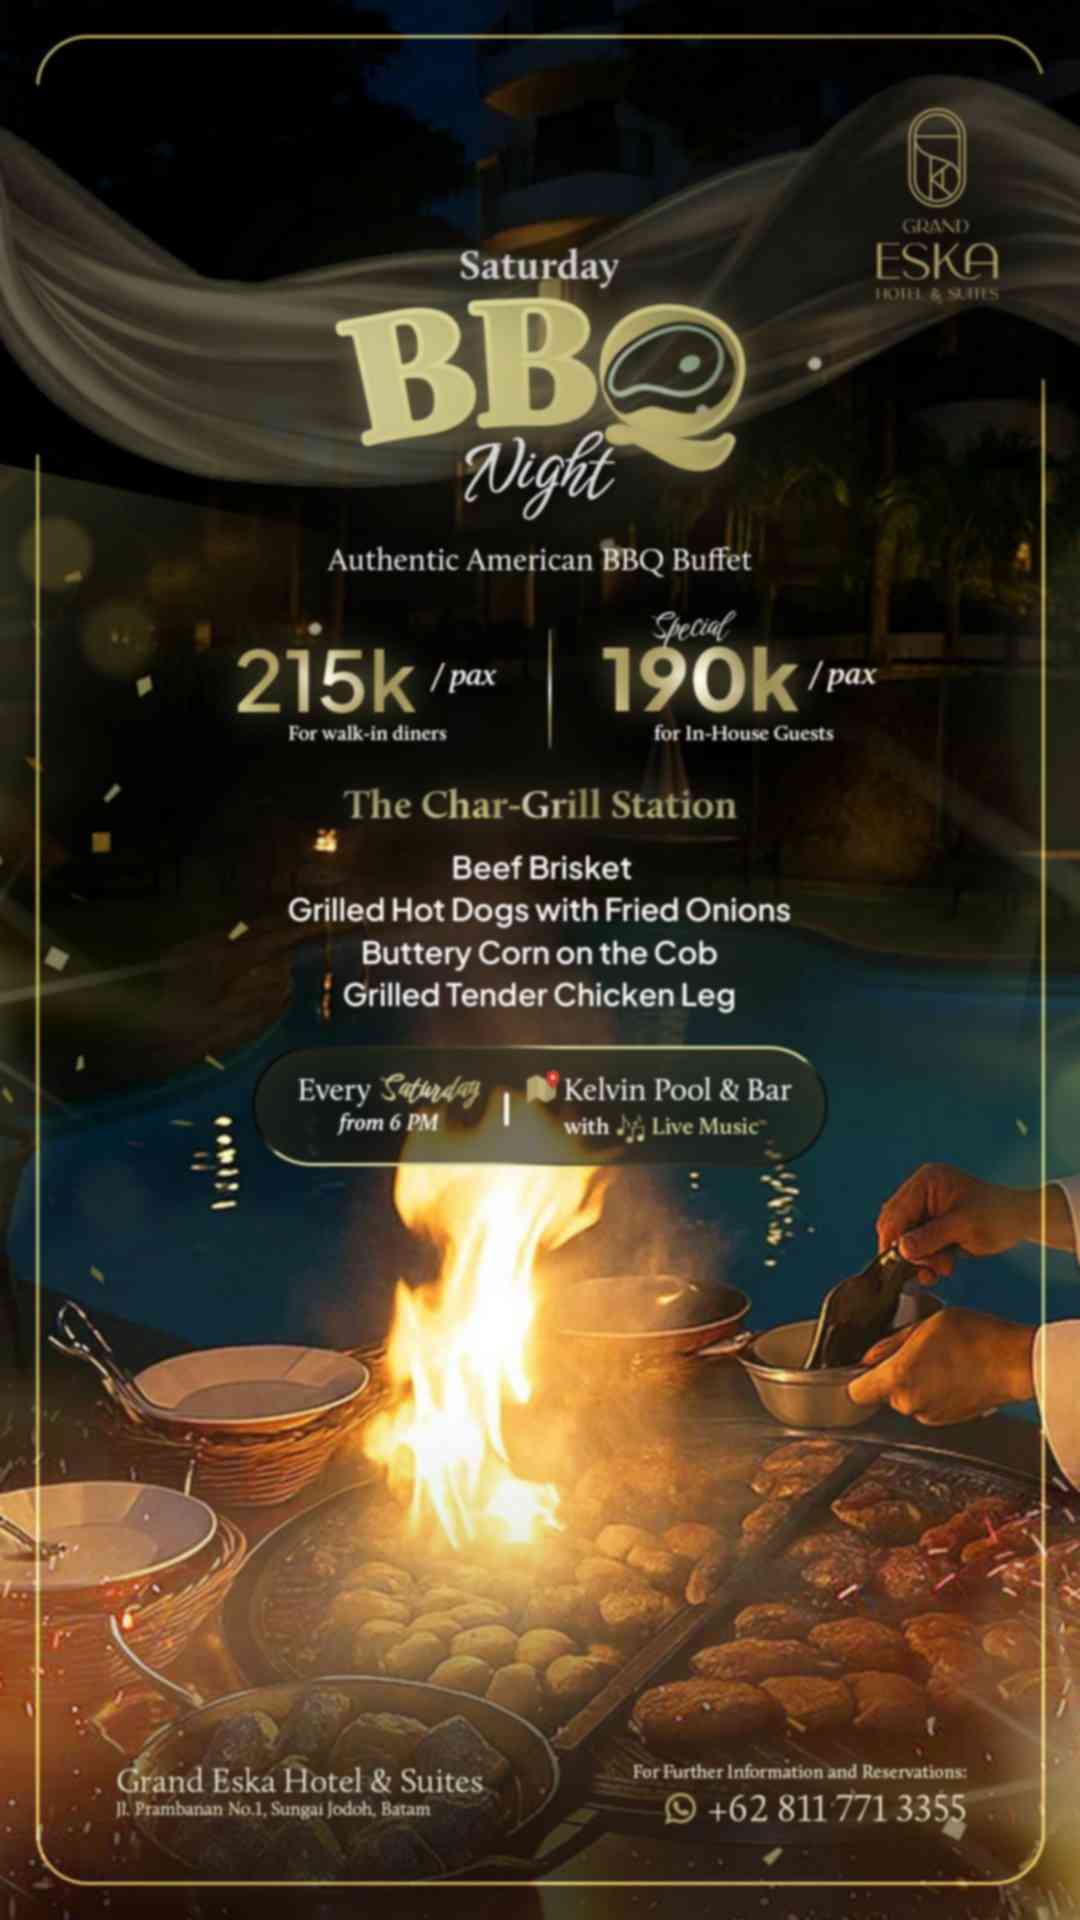 GRAND
ESKA
HOTEL & SUITES
Saturday
BBQ
Night
Authentic American BBQ Buffet
215k / pax
For walk-in diners
Special
190k / pax
for In-House Guests
The Char-Grill Station
Beef Brisket
Grilled Hot Dogs with Fried Onions
Buttery Corn on the Cob
Grilled Tender Chicken Leg
Every Saturday
from 6 PM
Kelvin Pool & Bar
with Live Music
Grand Eska Hotel & Suites
Jl. Prambanan No.1, Sungai Jodoh, Batam
For Further Information and Reservations:
+62 811 771 3355